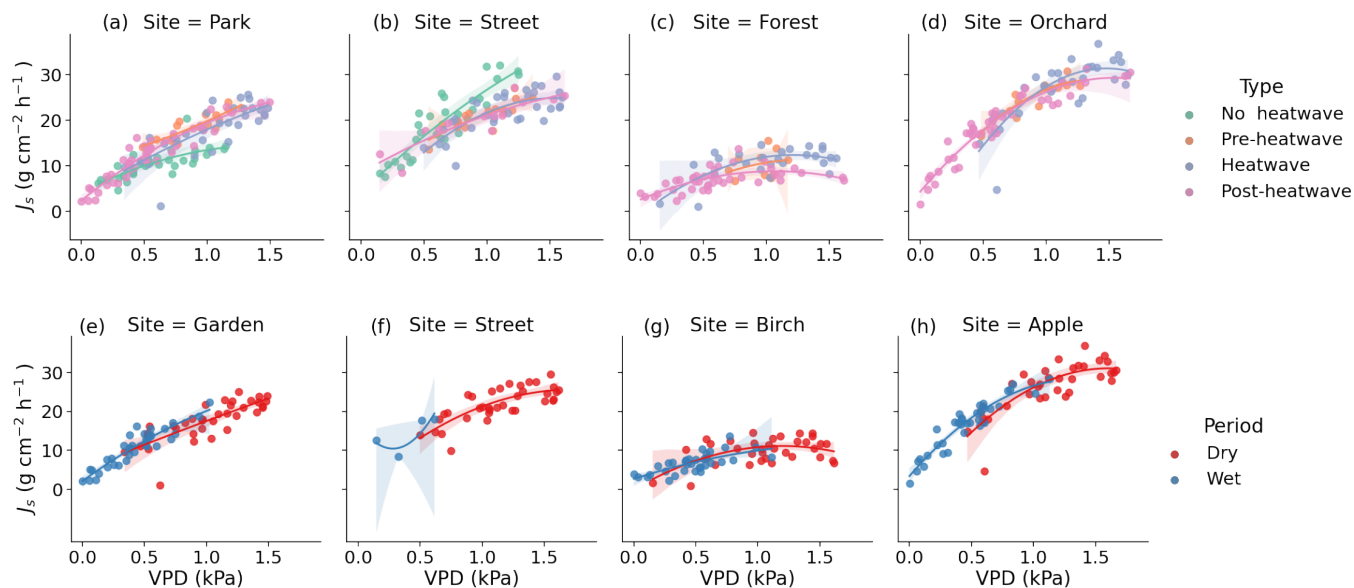 (a) Site = Park
(b) Site = Street
(c) Site = Forest
(d) Site = Orchard
30
20
10
0
J_s (g cm⁻² h⁻¹)
0.0 0.5 1.0 1.5
0.0 0.5 1.0 1.5
0.0 0.5 1.0 1.5
0.0 0.5 1.0 1.5
Type
No heatwave
Pre-heatwave
Heatwave
Post-heatwave
(e) Site = Garden
(f) Site = Street
(g) Site = Birch
(h) Site = Apple
30
20
10
0
J_s (g cm⁻² h⁻¹)
0.0 0.5 1.0 1.5
0.0 0.5 1.0 1.5
0.0 0.5 1.0 1.5
0.0 0.5 1.0 1.5
VPD (kPa)
VPD (kPa)
VPD (kPa)
VPD (kPa)
Period
Dry
Wet